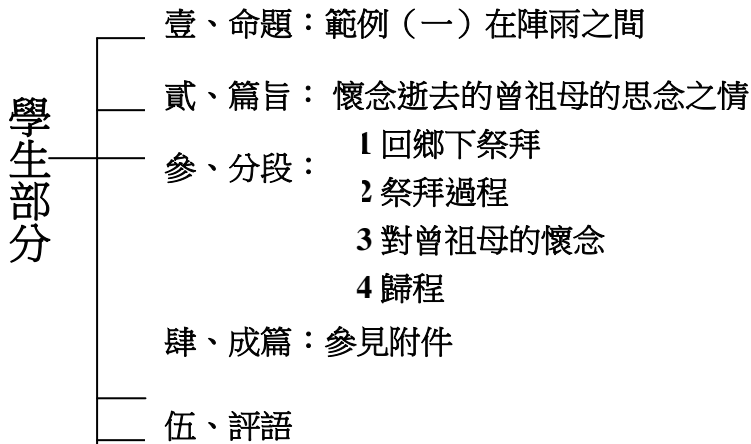 學生部分
壹、命題：範例（一）在陣雨之間
貳、篇旨： 懷念逝去的曾祖母的思念之情
參、分段：
1 回鄉下祭拜
2 祭拜過程
3 對曾祖母的懷念
4 歸程
肆、成篇：參見附件
伍、評語